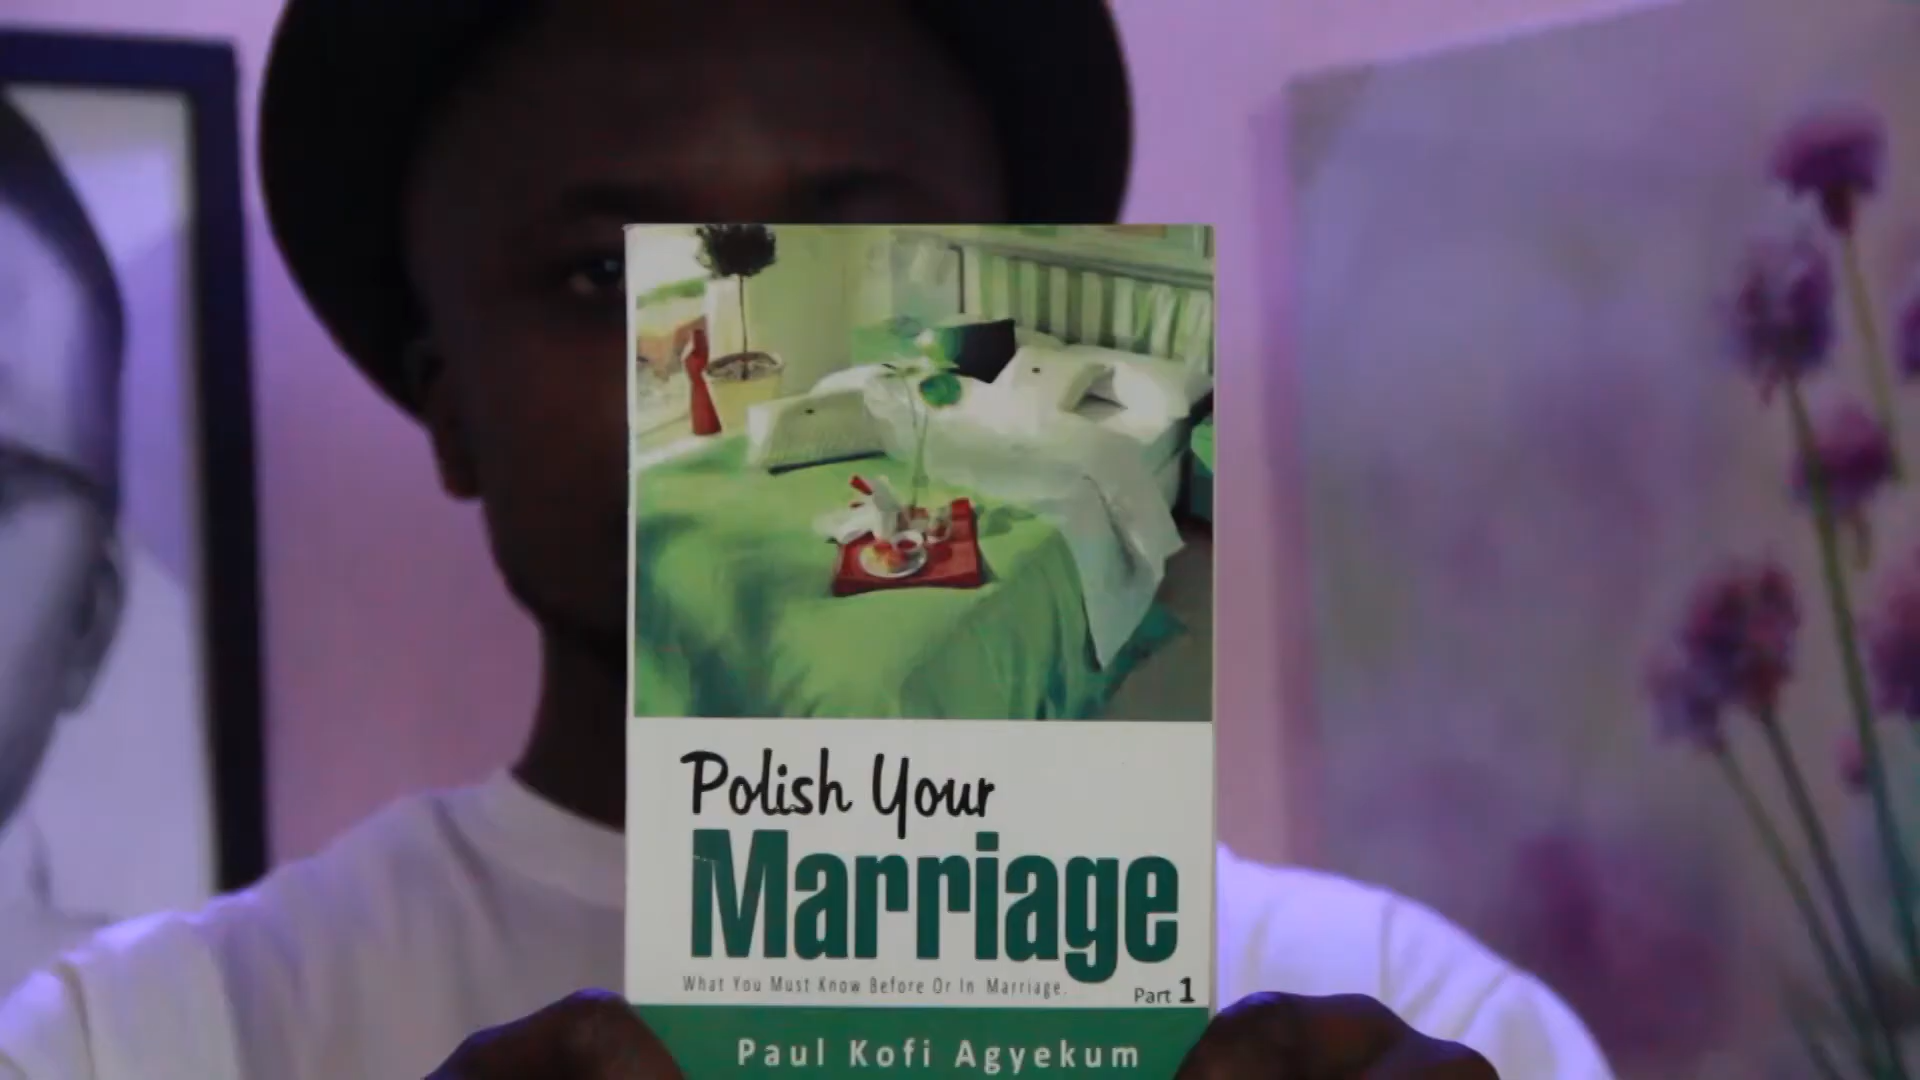 Polish Your
Marriage
What You Must Know Before Or In Marriage.
Part 1
Paul Kofi Agyekum